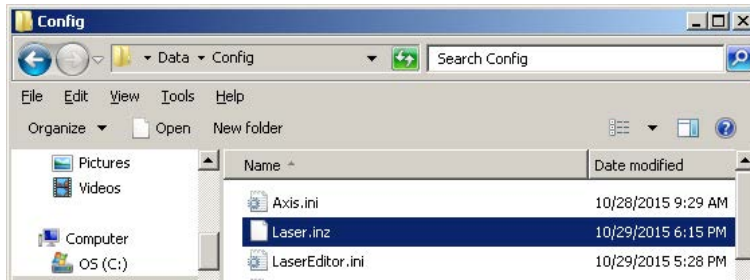 Config
Data Config Search Config
File Edit View Tools Help
Organize Open New folder
Pictures Name Date modified
Videos
Axis.ini 10/28/2015 9:29 AM
Computer Laser.inz 10/29/2015 6:15 PM
OS (C:) LaserEditor.ini 10/29/2015 5:28 PM